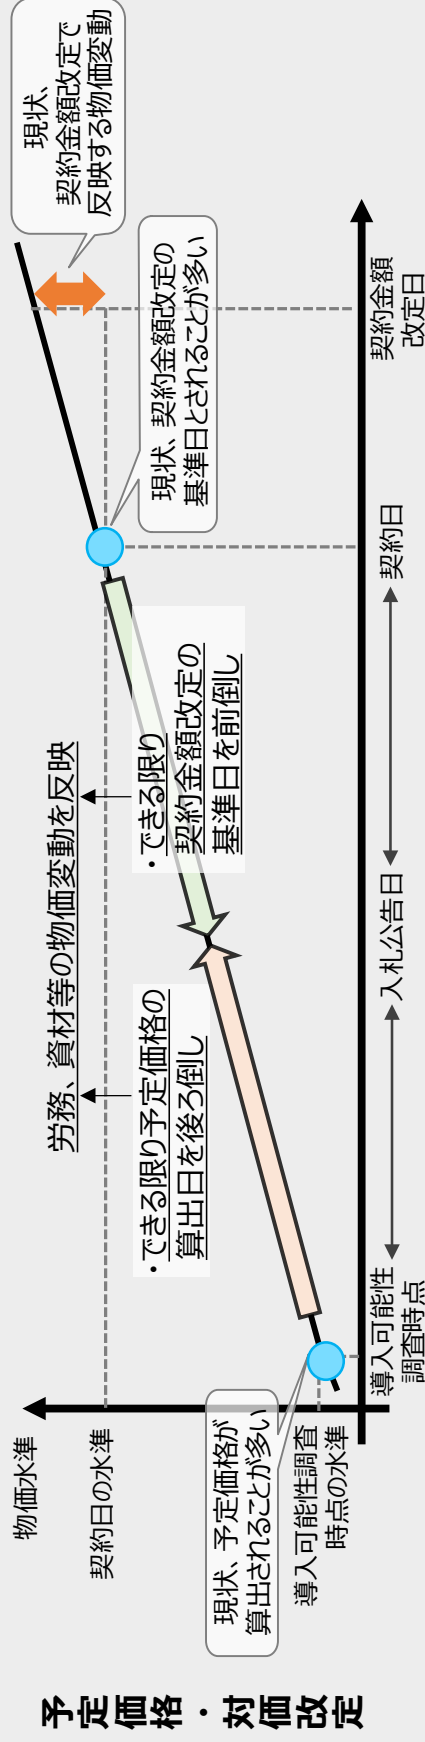 予定価格・対価改定
物価水準
契約日の水準
導入可能性調査
時点の水準
現状、予定価格が
算出されることが多い
労務、資材等の物価変動を反映
・できる限り予定価格の
算出日を後ろ倒し
・できる限り
契約金額改定の
基準日を前倒し
現状、契約金額改定の
基準日とされることが多い
現状、
契約金額改定で
反映する物価変動
導入可能性
調査時点
入札公告日
契約日
契約金額
改定日